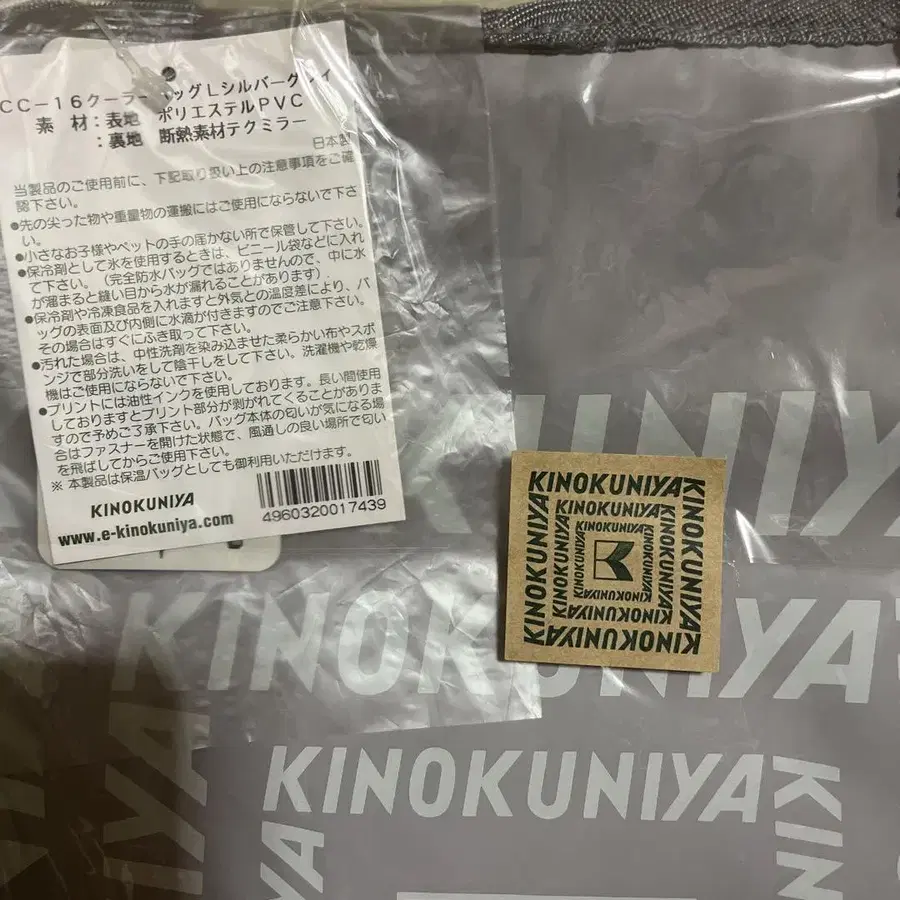 CC-16クーラーバッグLシルバーグレイ
素 材:表地 ポリエステルPVC
:裏地 断熱素材テクミラー
日本製
当製品のご使用前に、下記取り扱い上の注意事項をご確
認下さい。
●先の尖った物や重量物の運搬にはご使用にならないで下さ
い。
●小さなお子様やペットの手の届かない所で保管して下さい。
●保冷剤として氷を使用するときは、ビニール袋などに入れ
て下さい。(完全防水バッグではありませんので、中に水
が溜まると縫い目から水が漏れることがあります).
●保冷剤や冷凍食品を入れますと外気との温度差により、バ
ッグの表面及び内側に水滴が付きますのでご注意下さい。
その場合はすぐにふき取って下さい。
●汚れた場合は、中性洗剤を染み込ませた柔らかい布やスポ
ンジで部分洗いをして陰干しをして下さい。洗濯機や乾燥
機はご使用にならないで下さい。
●プリントには油性インクを使用しております。長い間使用
しておりますとプリント部分が剥がれてくることがありま
すので予めご了承下さい。バッグ本体の匂いが気になる場
合はファスナーを開けた状態で、風通しの良い場所で匂い
を飛ばしてからご使用下さい。
※ 本製品は保温バッグとしても御利用いただけます。
KINOKUNIYA
www.e-kinokuniya.com
4960320017439
KINOKUNIYA
KINOKUNIYA
KINOKUNIYA
KINOKUNIYA
KINOKUNIYA
KINOKUNIYA
KINOKUNIYA
KINOKUNIYA
KINOKUNIYA
KINOKUNIYA
KINOKUNIYA
KINOKUNIYA
KUNIYA
KINOKUNIYA
KINOKUNIYA
KIN
YA